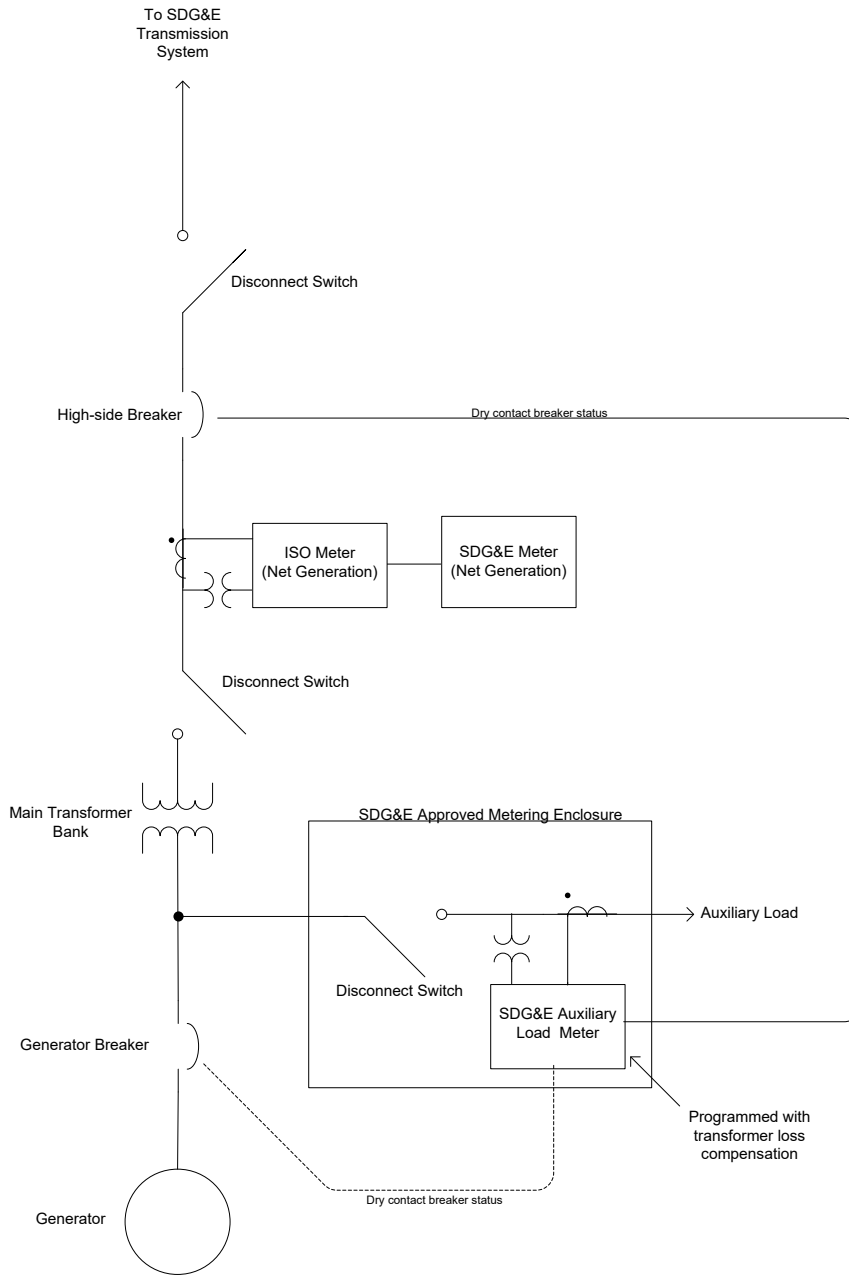 To SDG&E
Transmission
System
Disconnect Switch
High-side Breaker
Dry contact breaker status
ISO Meter
(Net Generation)
SDG&E Meter
(Net Generation)
Disconnect Switch
Main Transformer
Bank
SDG&E Approved Metering Enclosure
Auxiliary Load
Disconnect Switch
SDG&E Auxiliary
Load Meter
Generator Breaker
Programmed with
transformer loss
compensation
Dry contact breaker status
Generator